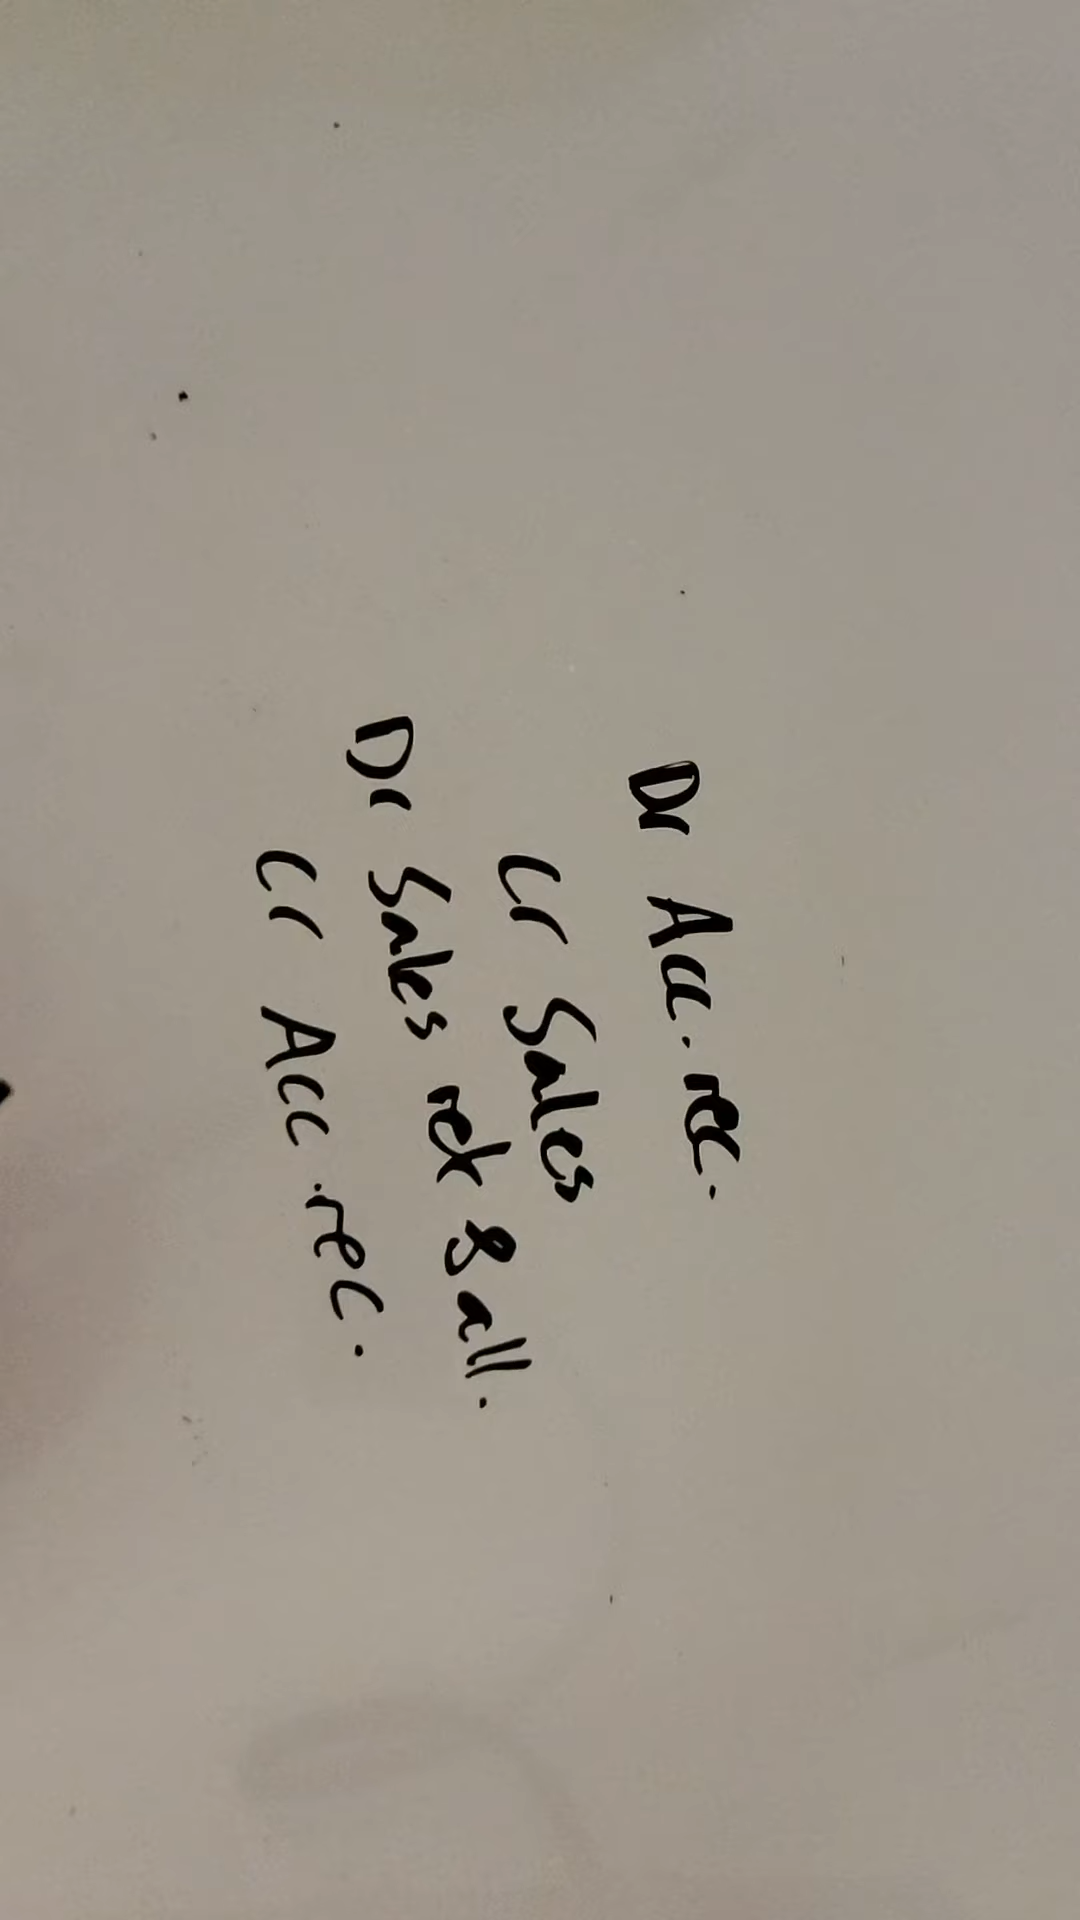 Dr Acc. rec.
Cr Sales
Dr Sales ret & all.
Cr Acc. rec.